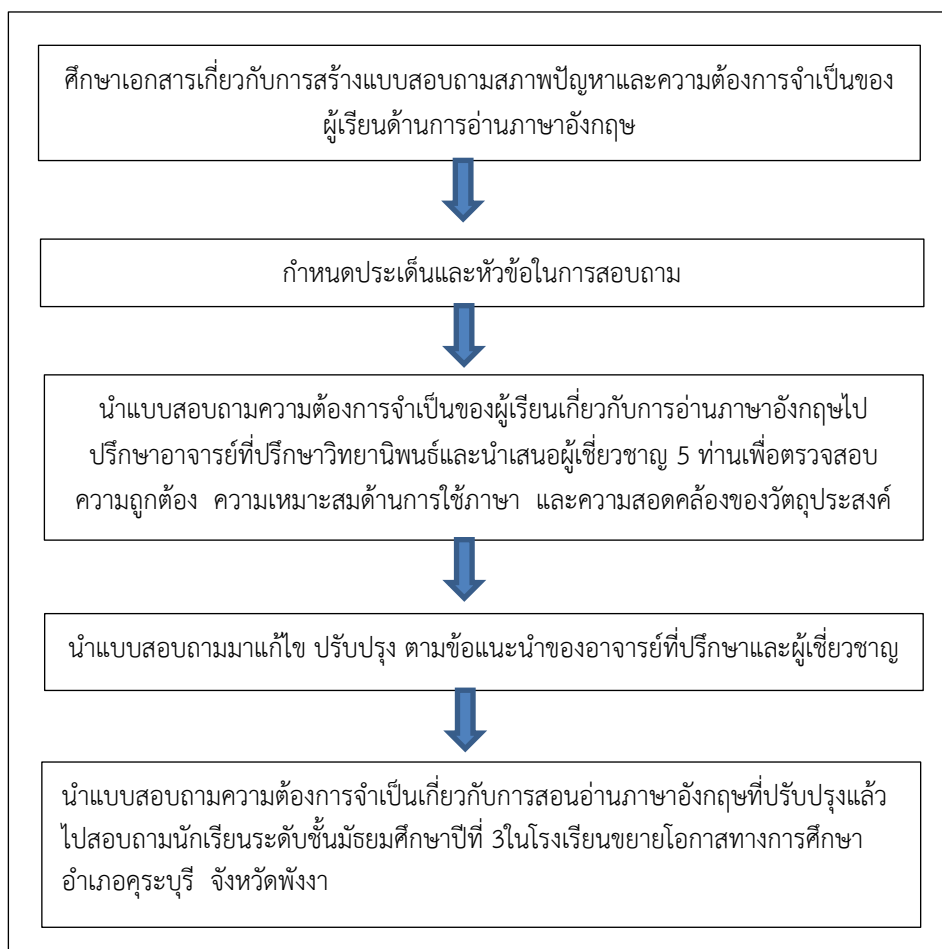 ศึกษาเอกสารเกี่ยวกับการสร้างแบบสอบถามสภาพปัญหาและความต้องการจำเป็นของ
ผู้เรียนด้านการอ่านภาษาอังกฤษ
กำหนดประเด็นและหัวข้อในการสอบถาม
นำแบบสอบถามความต้องการจำเป็นของผู้เรียนเกี่ยวกับการอ่านภาษาอังกฤษไป
ปรึกษาอาจารย์ที่ปรึกษาวิทยานิพนธ์และนำเสนอผู้เชี่ยวชาญ 5 ท่านเพื่อตรวจสอบ
ความถูกต้อง ความเหมาะสมด้านการใช้ภาษา และความสอดคล้องของวัตถุประสงค์
นำแบบสอบถามมาแก้ไข ปรับปรุง ตามข้อแนะนำของอาจารย์ที่ปรึกษาและผู้เชี่ยวชาญ
นำแบบสอบถามความต้องการจำเป็นเกี่ยวกับการสอนอ่านภาษาอังกฤษที่ปรับปรุงแล้ว
ไปสอบถามนักเรียนระดับชั้นมัธยมศึกษาปีที่ 3ในโรงเรียนขยายโอกาสทางการศึกษา
อำเภอคุระบุรี จังหวัดพังงา